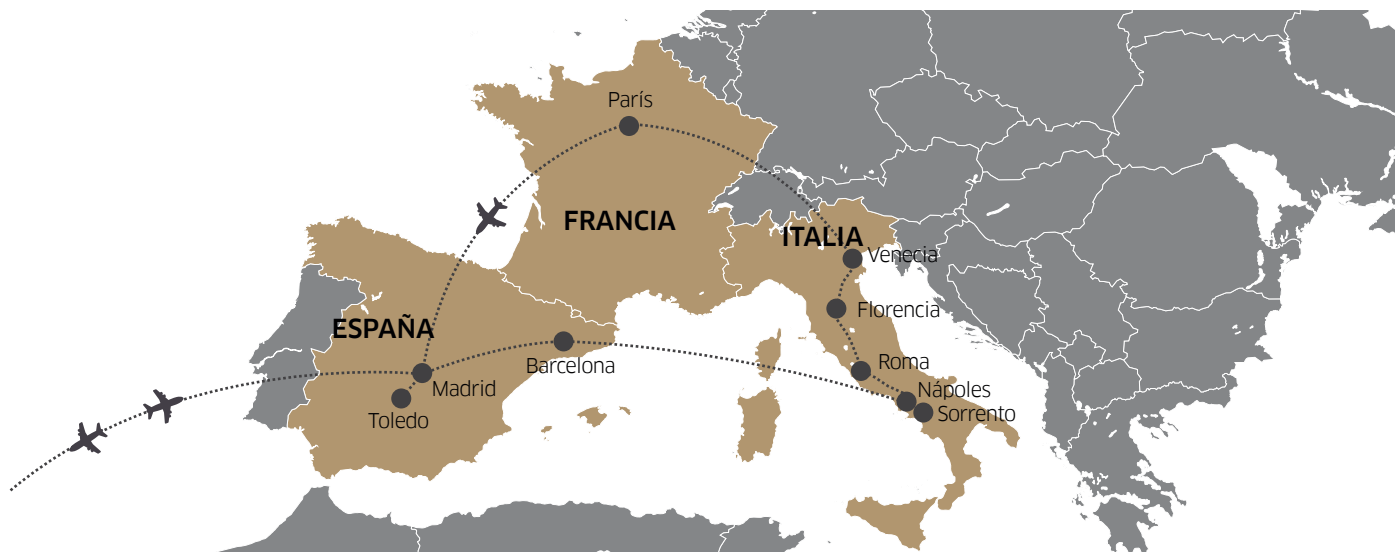 París
FRANCIA
ITALIA
Venecia
Florencia
ESPAÑA
Barcelona
Roma
Madrid
Nápoles
Toledo
Sorrento